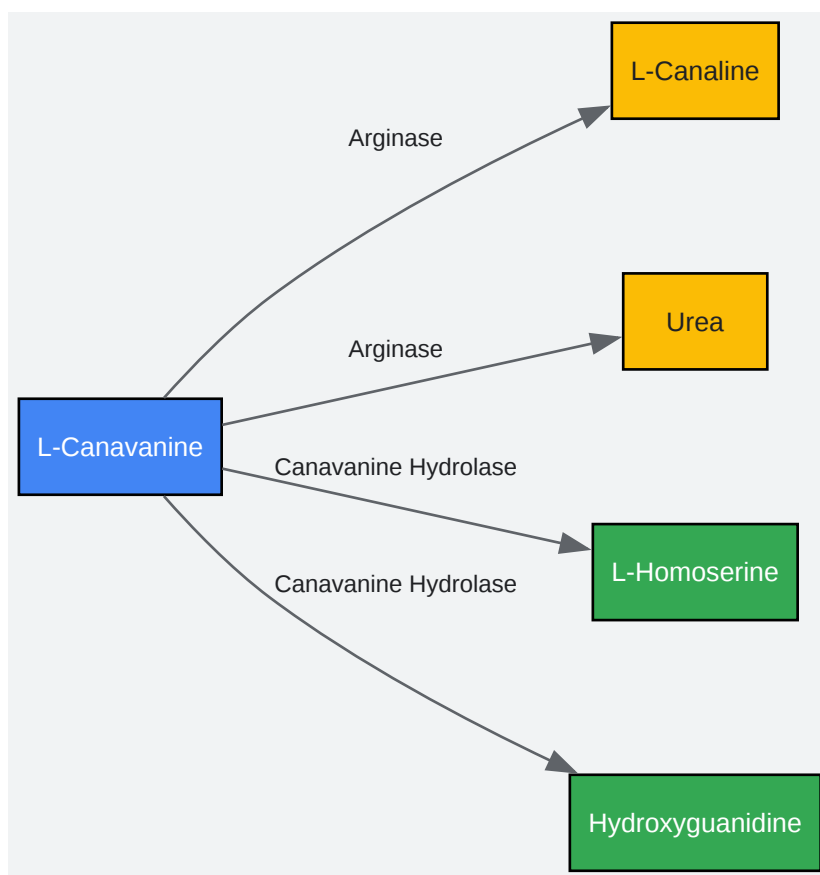 L-Canaline
Arginase
Urea
Arginase
L-Canavanine
Canavanine Hydrolase
L-Homoserine
Canavanine Hydrolase
Hydroxyguanidine